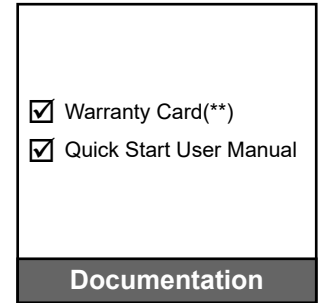 ☑ Warranty Card(**)
☑ Quick Start User Manual
Documentation